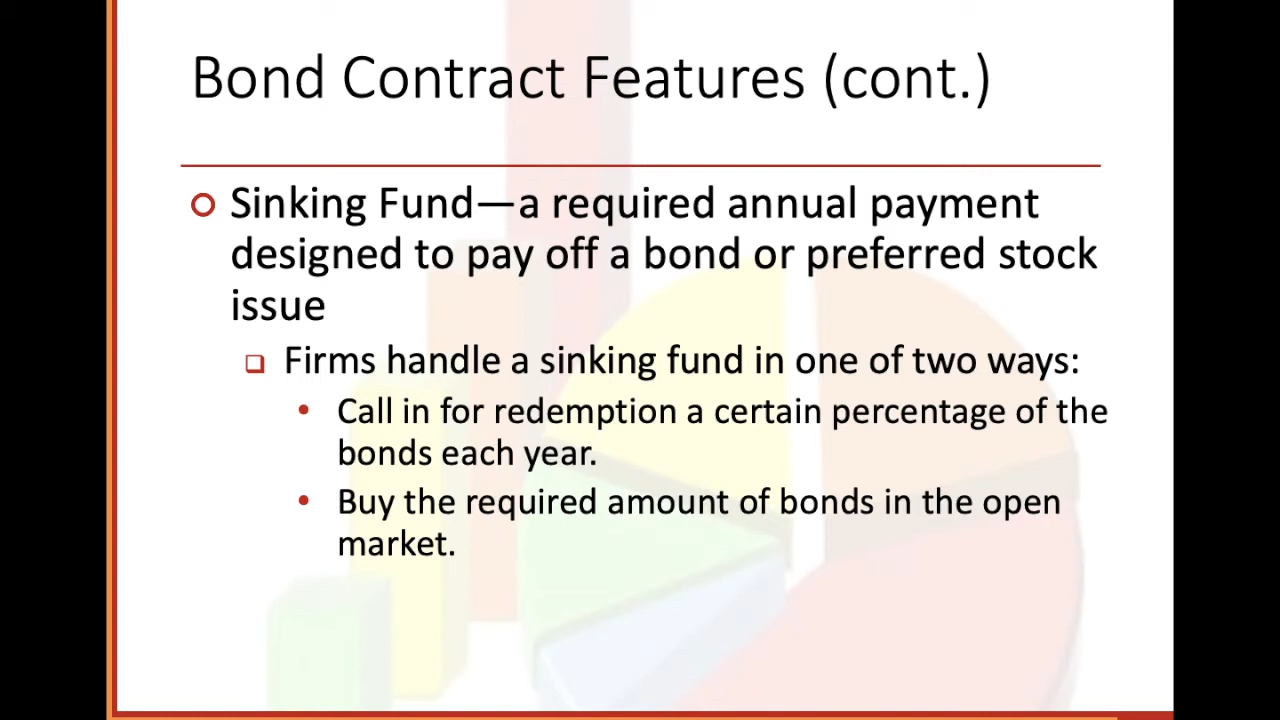 Bond Contract Features (cont.)
Sinking Fund—a required annual payment
designed to pay off a bond or preferred stock
issue
Firms handle a sinking fund in one of two ways:
Call in for redemption a certain percentage of the
bonds each year.
Buy the required amount of bonds in the open
market.